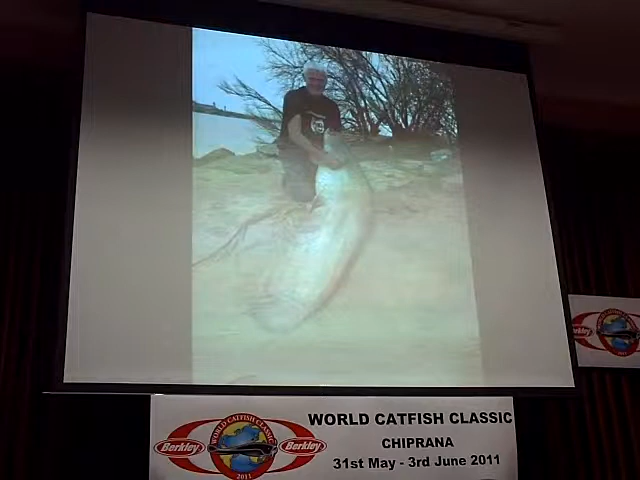 WORLD CATFISH CLASSIC
CHIPRANA
31st May - 3rd June 2011
Berkley
WORLD CATFISH CLASSIC
Berkley
2011